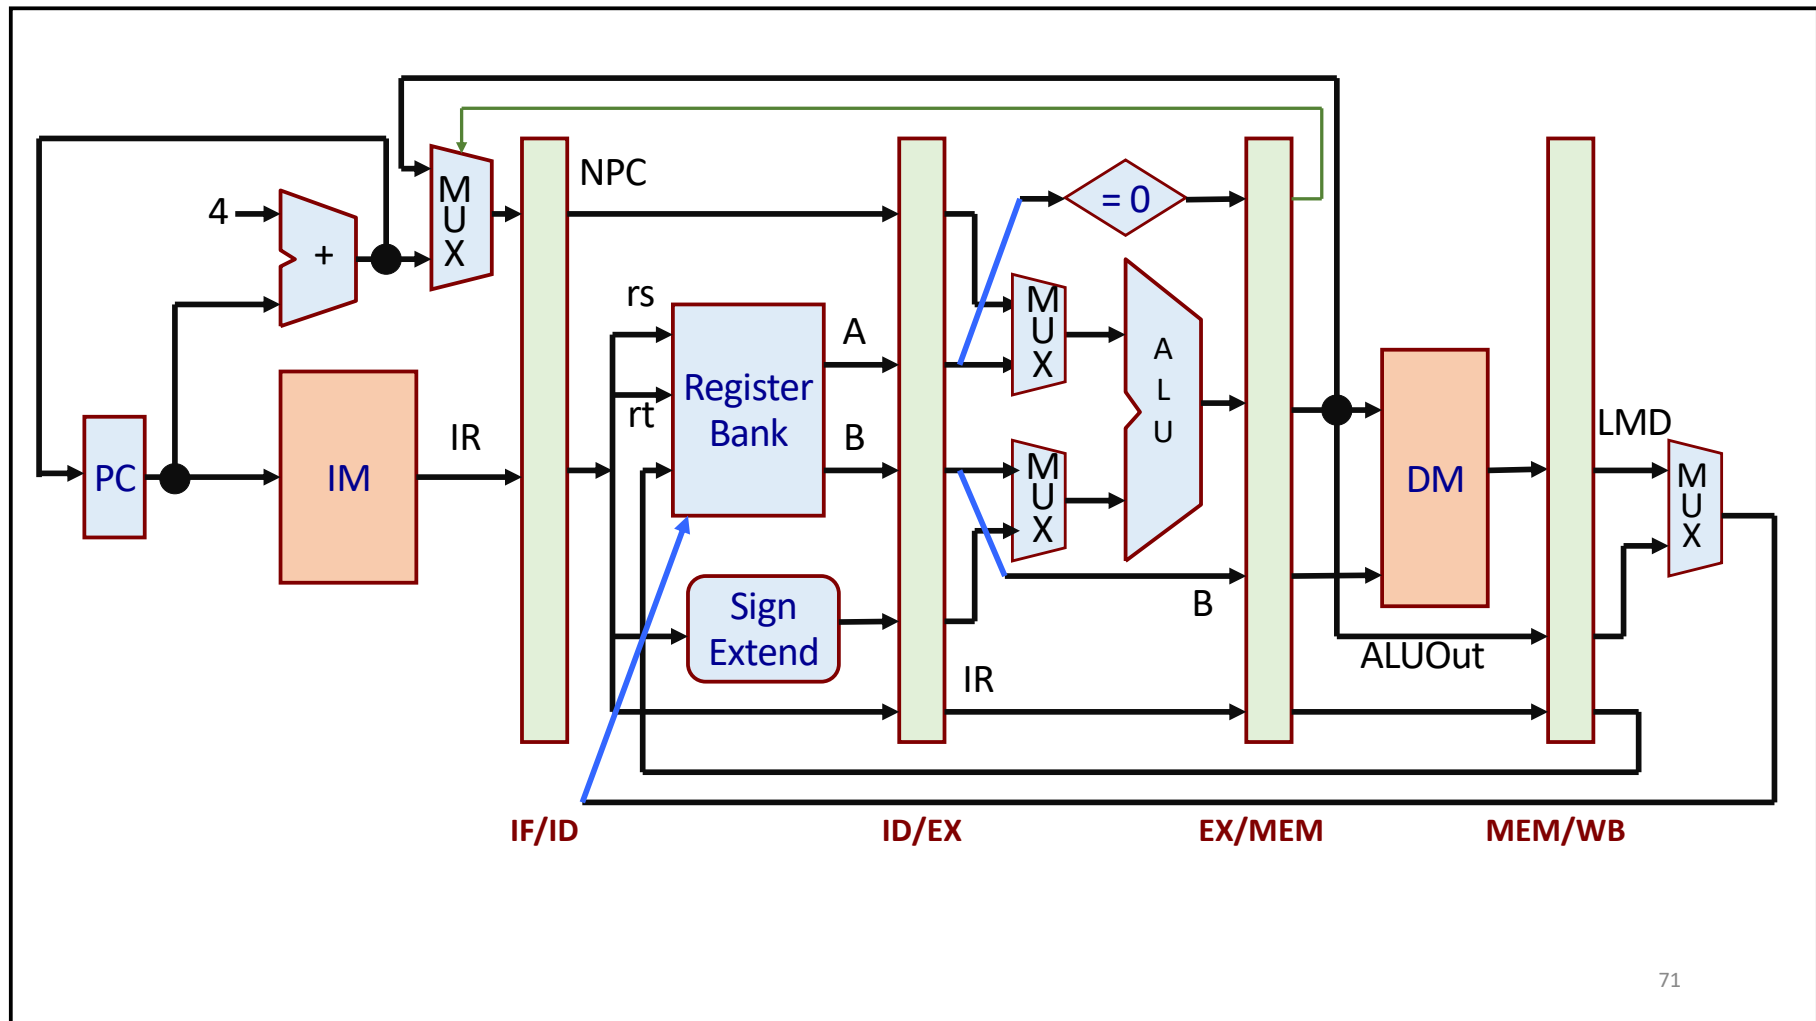 NPC
= 0
M
U
X
4
+
rs
M
U
X
A
L
U
A
Register
Bank
rt
IR
B
M
U
X
LMD
PC
IM
DM
M
U
X
Sign
Extend
B
ALUOut
IR
IF/ID
ID/EX
EX/MEM
MEM/WB
71